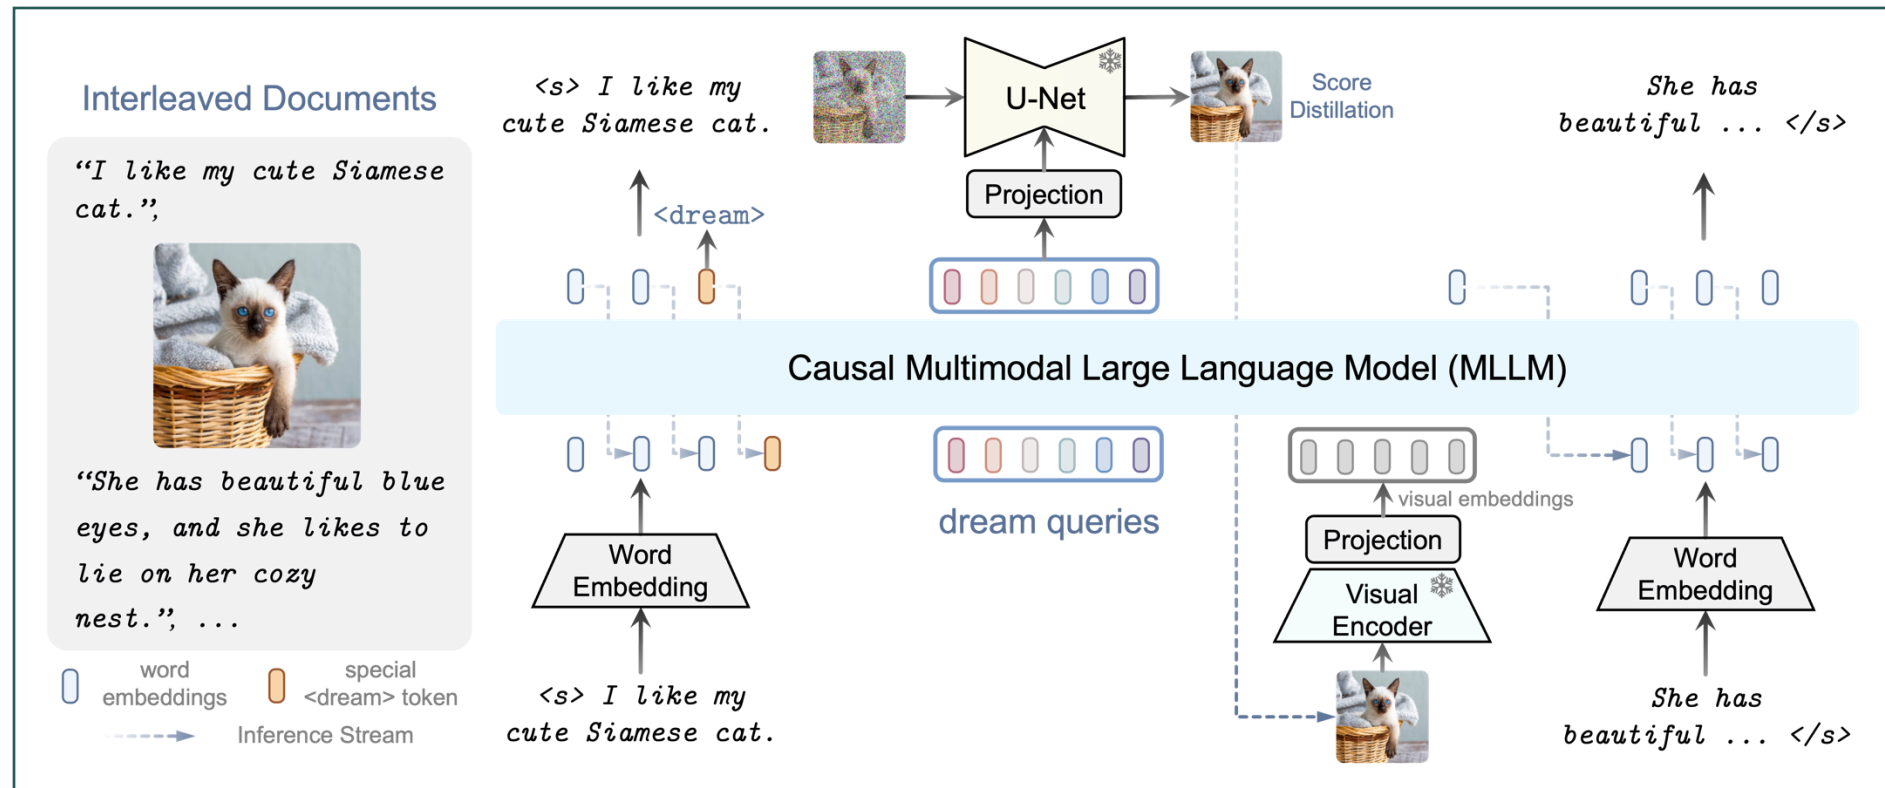 Interleaved Documents
“I like my cute Siamese
cat.”,
“She has beautiful blue
eyes, and she likes to
lie on her cozy
nest.”, ...
word
embeddings
special
<dream> token
Inference Stream
<s> I like my
cute Siamese cat.
<dream>
U-Net
Score
Distillation
Projection
She has
beautiful ... </s>
Causal Multimodal Large Language Model (MLLM)
dream queries
visual embeddings
Word
Embedding
Projection
Visual
Encoder
Word
Embedding
<s> I like my
cute Siamese cat.
She has
beautiful ... </s>